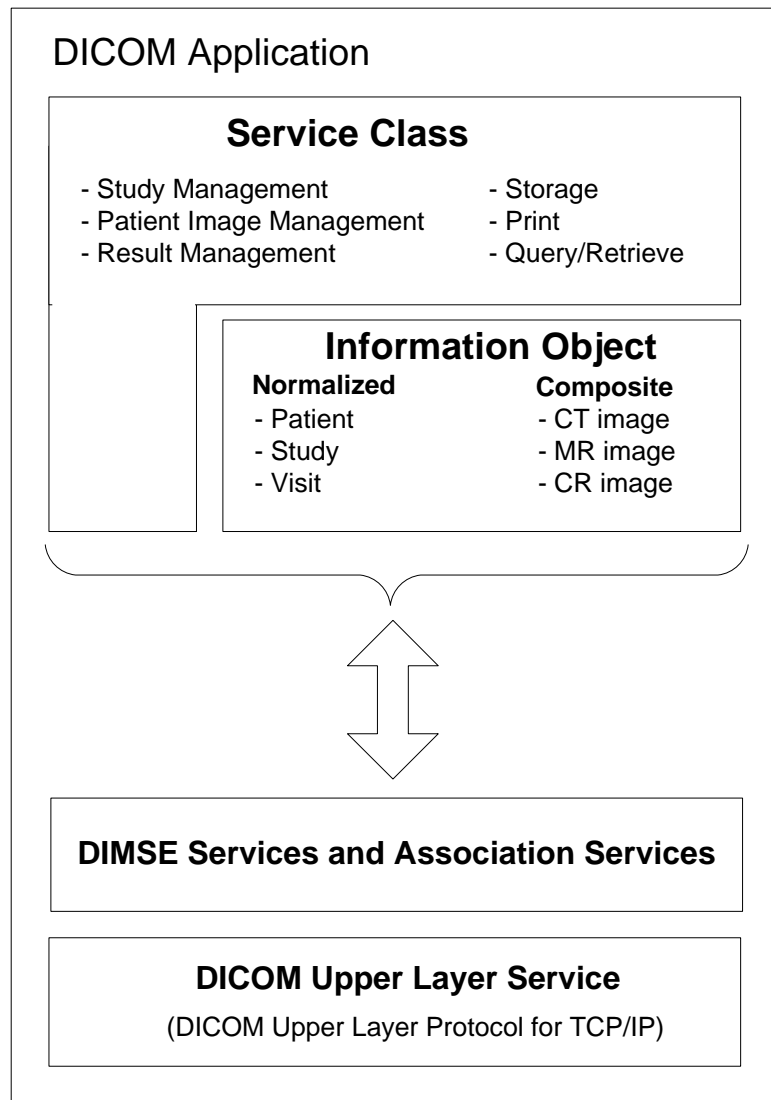 DICOM Application
Service Class
- Study Management
- Patient Image Management
- Result Management
- Storage
- Print
- Query/Retrieve
Information Object
Normalized
- Patient
- Study
- Visit
Composite
- CT image
- MR image
- CR image
DIMSE Services and Association Services
DICOM Upper Layer Service
(DICOM Upper Layer Protocol for TCP/IP)